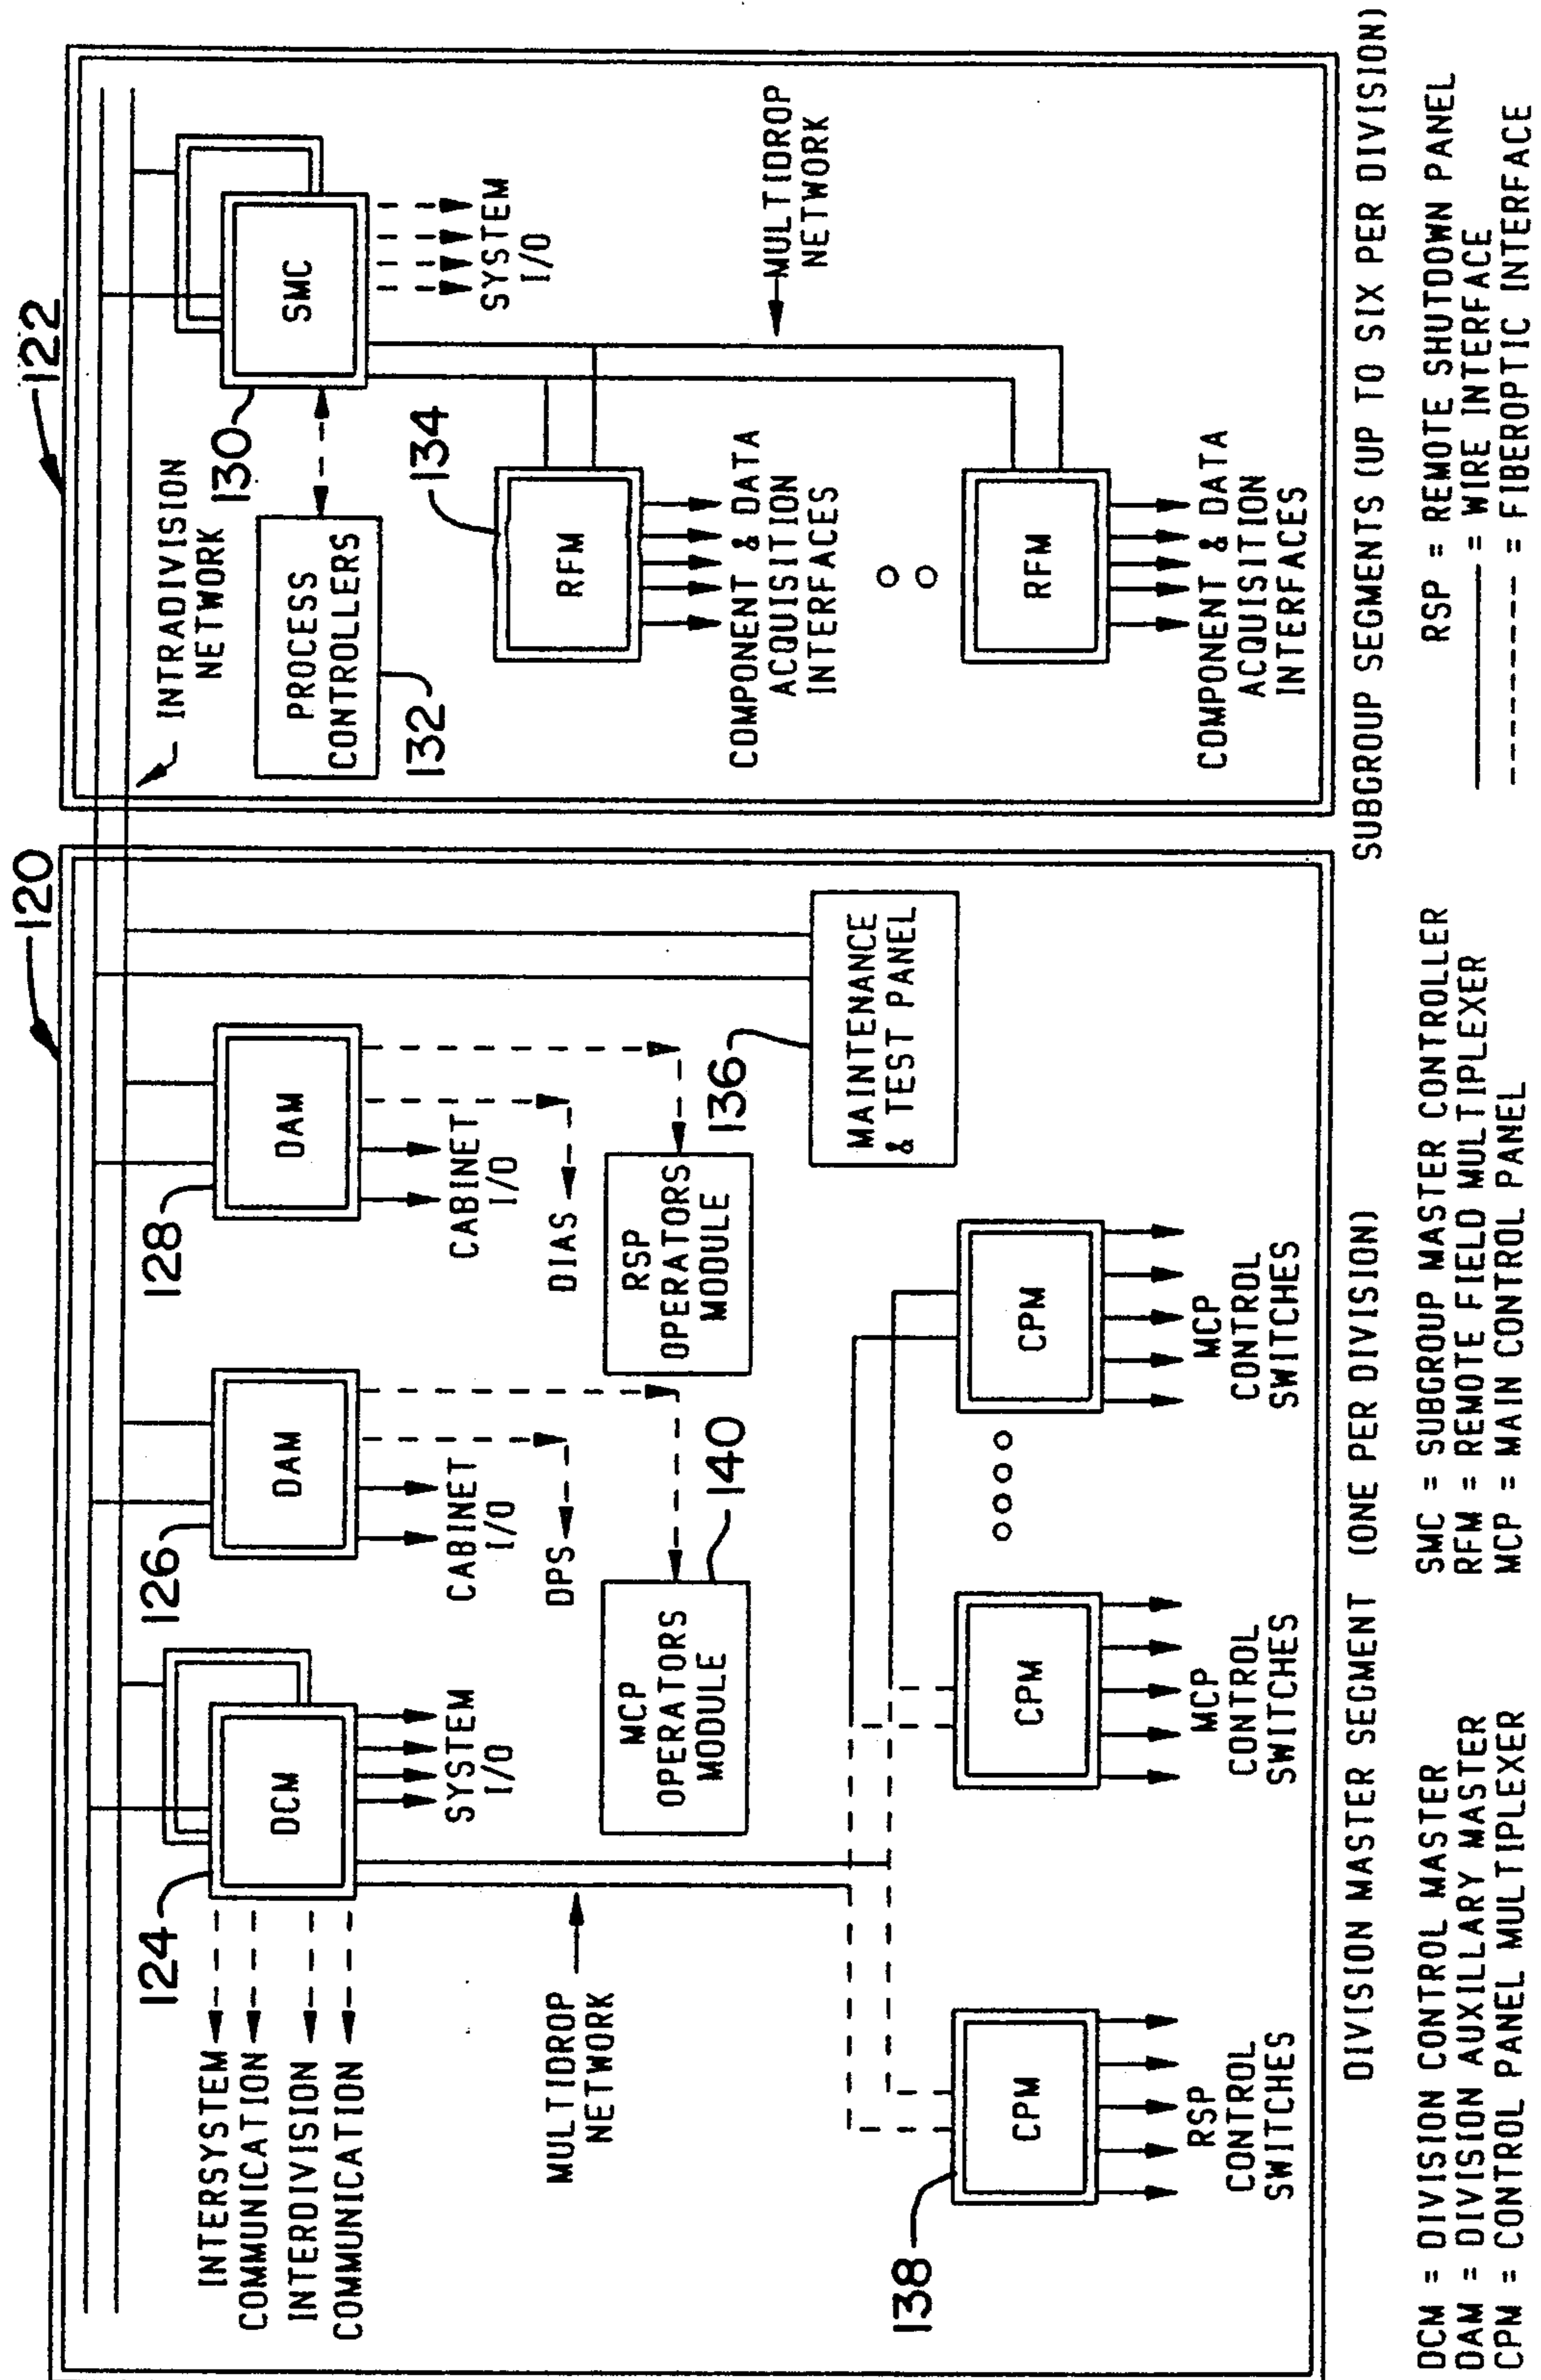 120
122
INTRADIVISION
NETWORK
INTERSYSTEM
COMMUNICATION
INTERDIVISION
COMMUNICATION
124
DCM
SYSTEM
I/O
126
DAM
CABINET
I/O
DPS
128
DAM
CABINET
I/O
DIAS
MCP
OPERATORS
MODULE
140
RSP
OPERATORS
MODULE
136
MAINTENANCE
& TEST PANEL
MULTIDROP
NETWORK
138
CPM
RSP
CONTROL
SWITCHES
CPM
MCP
CONTROL
SWITCHES
CPM
MCP
CONTROL
SWITCHES
130
SMC
SYSTEM
I/O
PROCESS
CONTROLLERS
132
134
RFM
COMPONENT & DATA
ACQUISITION
INTERFACES
MULTIDROP
NETWORK
RFM
COMPONENT & DATA
ACQUISITION
INTERFACES
DIVISION MASTER SEGMENT (ONE PER DIVISION)
SUBGROUP SEGMENTS (UP TO SIX PER DIVISION)
DCM = DIVISION CONTROL MASTER
DAM = DIVISION AUXILLARY MASTER
CPM = CONTROL PANEL MULTIPLEXER
SMC = SUBGROUP MASTER CONTROLLER
RFM = REMOTE FIELD MULTIPLEXER
MCP = MAIN CONTROL PANEL
RSP = REMOTE SHUTDOWN PANEL
= WIRE INTERFACE
= FIBEROPTIC INTERFACE